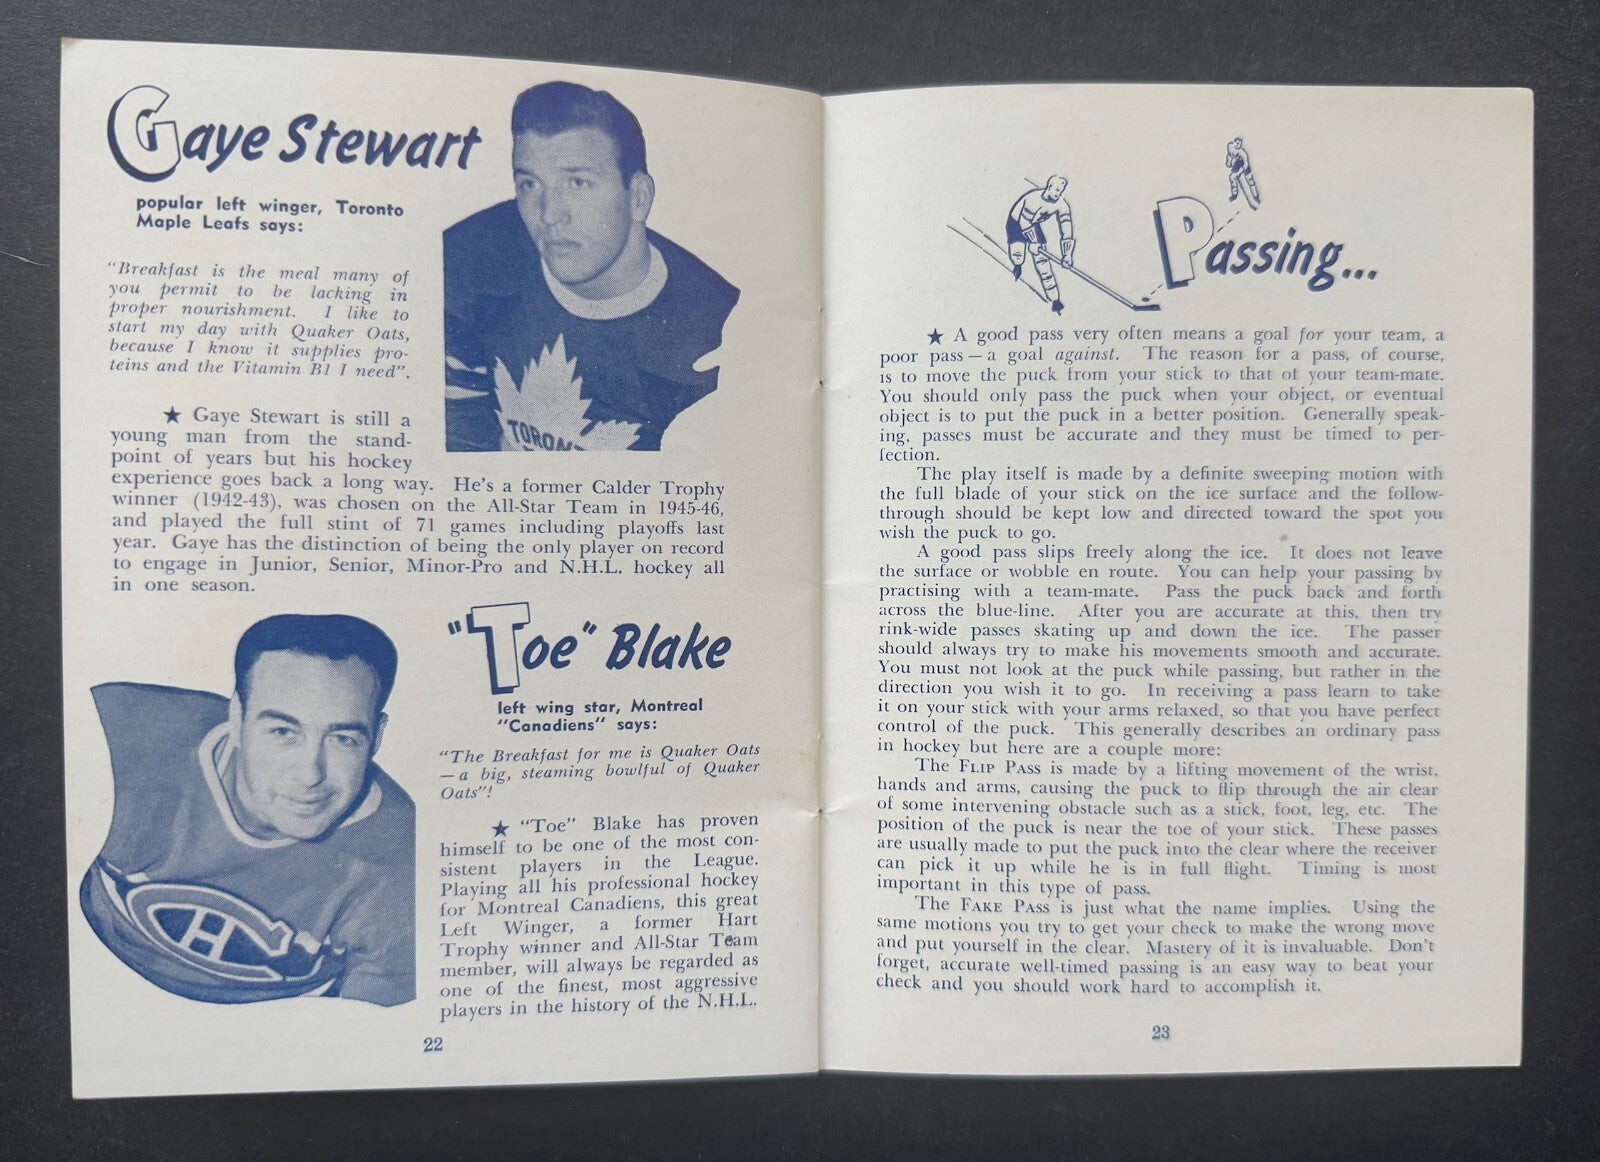 Gaye Stewart
popular left winger, Toronto
Maple Leafs says:
"Breakfast is the meal many of
you permit to be lacking in
proper nourishment. I like to
start my day with Quaker Oats,
because I know it supplies pro-
teins and the Vitamin B1 I need".
★ Gaye Stewart is still a
young man from the stand-
point of years but his hockey
experience goes back a long way. He's a former Calder Trophy
winner (1942-43), was chosen on the All-Star Team in 1945-46,
and played the full stint of 71 games including playoffs last
year. Gaye has the distinction of being the only player on record
to engage in Junior, Senior, Minor-Pro and N.H.L. hockey all
in one season.
TORON
"Toe" Blake
left wing star, Montreal
"Canadiens" says:
"The Breakfast for me is Quaker Oats
— a big, steaming bowlful of Quaker
Oats"!
★ "Toe" Blake has proven
himself to be one of the most con-
sistent players in the League.
Playing all his professional hockey
for Montreal Canadiens, this great
Left Winger, a former Hart
Trophy winner and All-Star Team
member, will always be regarded as
one of the finest, most aggressive
players in the history of the N.H.L.
CH
22
Passing...
★ A good pass very often means a goal for your team, a
poor pass — a goal against. The reason for a pass, of course,
is to move the puck from your stick to that of your team-mate.
You should only pass the puck when your object, or eventual
object is to put the puck in a better position. Generally speak-
ing, passes must be accurate and they must be timed to per-
fection.
The play itself is made by a definite sweeping motion with
the full blade of your stick on the ice surface and the follow-
through should be kept low and directed toward the spot you
wish the puck to go.
A good pass slips freely along the ice. It does not leave
the surface or wobble en route. You can help your passing by
practising with a team-mate. Pass the puck back and forth
across the blue-line. After you are accurate at this, then try
rink-wide passes skating up and down the ice. The passer
should always try to make his movements smooth and accurate.
You must not look at the puck while passing, but rather in the
direction you wish it to go. In receiving a pass learn to take
it on your stick with your arms relaxed, so that you have perfect
control of the puck. This generally describes an ordinary pass
in hockey but here are a couple more:
The FLIP PASS is made by a lifting movement of the wrist,
hands and arms, causing the puck to flip through the air clear
of some intervening obstacle such as a stick, foot, leg, etc. The
position of the puck is near the toe of your stick. These passes
are usually made to put the puck into the clear where the receiver
can pick it up while he is in full flight. Timing is most
important in this type of pass.
The FAKE PASS is just what the name implies. Using the
same motions you try to get your check to make the wrong move
and put yourself in the clear. Mastery of it is invaluable. Don't
forget, accurate well-timed passing is an easy way to beat your
check and you should work hard to accomplish it.
23